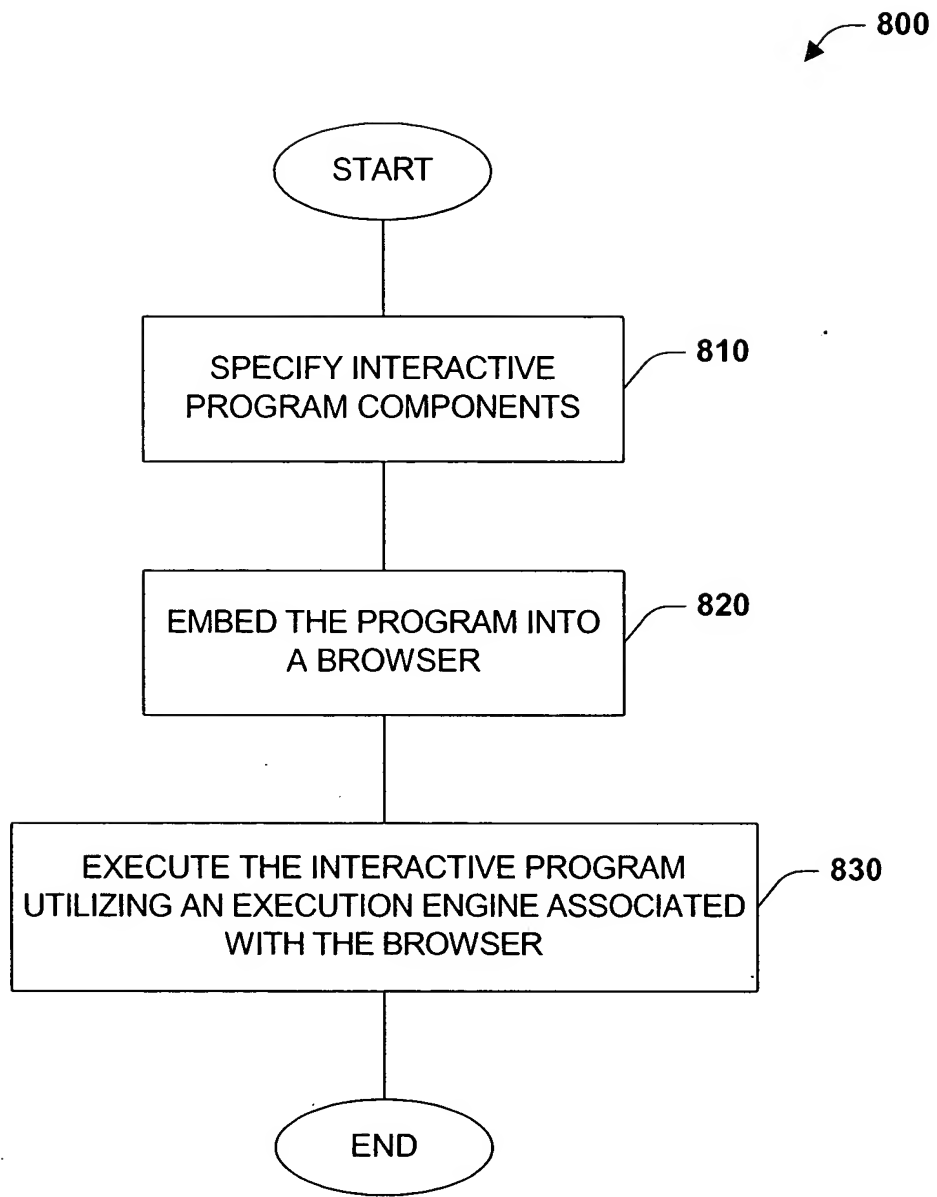 800
START
SPECIFY INTERACTIVE
PROGRAM COMPONENTS
810
EMBED THE PROGRAM INTO
A BROWSER
820
EXECUTE THE INTERACTIVE PROGRAM
UTILIZING AN EXECUTION ENGINE ASSOCIATED
WITH THE BROWSER
830
END